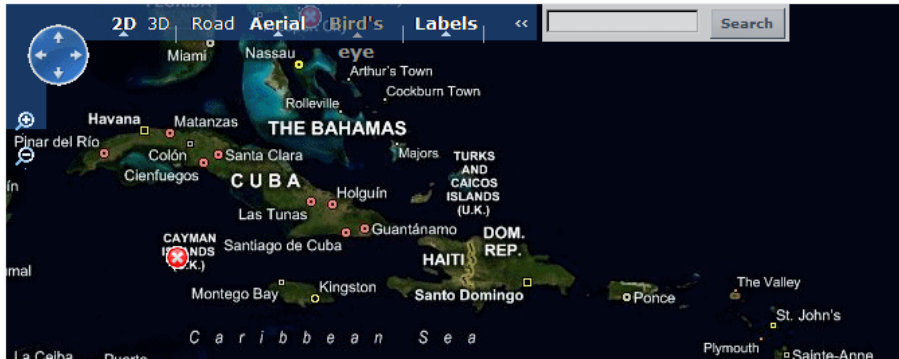 FLORIDA
2D 3D Road Aerial Bird's eye Labels «
Search
Miami
Nassau
Arthur's Town
Cockburn Town
Rolleville
Havana
Matanzas
THE BAHAMAS
Pinar del Río
Colón
Santa Clara
Majors
TURKS
AND
CAICOS
ISLANDS
(U.K.)
Cienfuegos
CUBA
Holguín
Las Tunas
Guantánamo
CAYMAN
ISLANDS
(U.K.)
Santiago de Cuba
HAITI
DOM.
REP.
Montego Bay
Kingston
Santo Domingo
Ponce
The Valley
St. John's
Caribbean Sea
Plymouth
La Ceiba
Puerto
Sainte-Anne